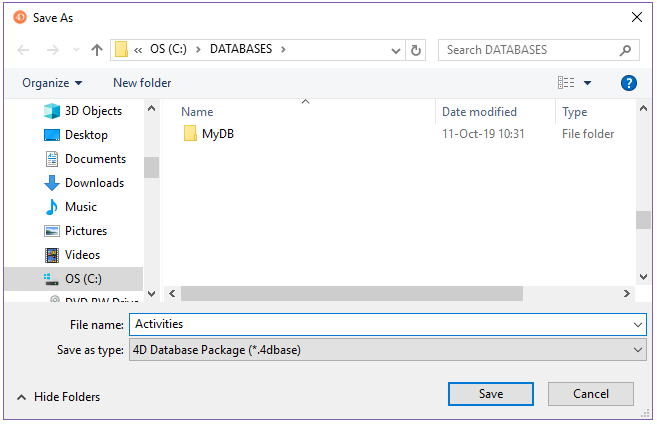 4D Save As
« OS (C:) > DATABASES >
Search DATABASES
Organize
New folder
?
Name Date modified Type
MyDB 11-Oct-19 10:31 File folder
3D Objects
Desktop
Documents
Downloads
Music
Pictures
Videos
OS (C:)
DVD RW Drive
File name: Activities
Save as type: 4D Database Package (*.4dbase)
Hide Folders
Save
Cancel